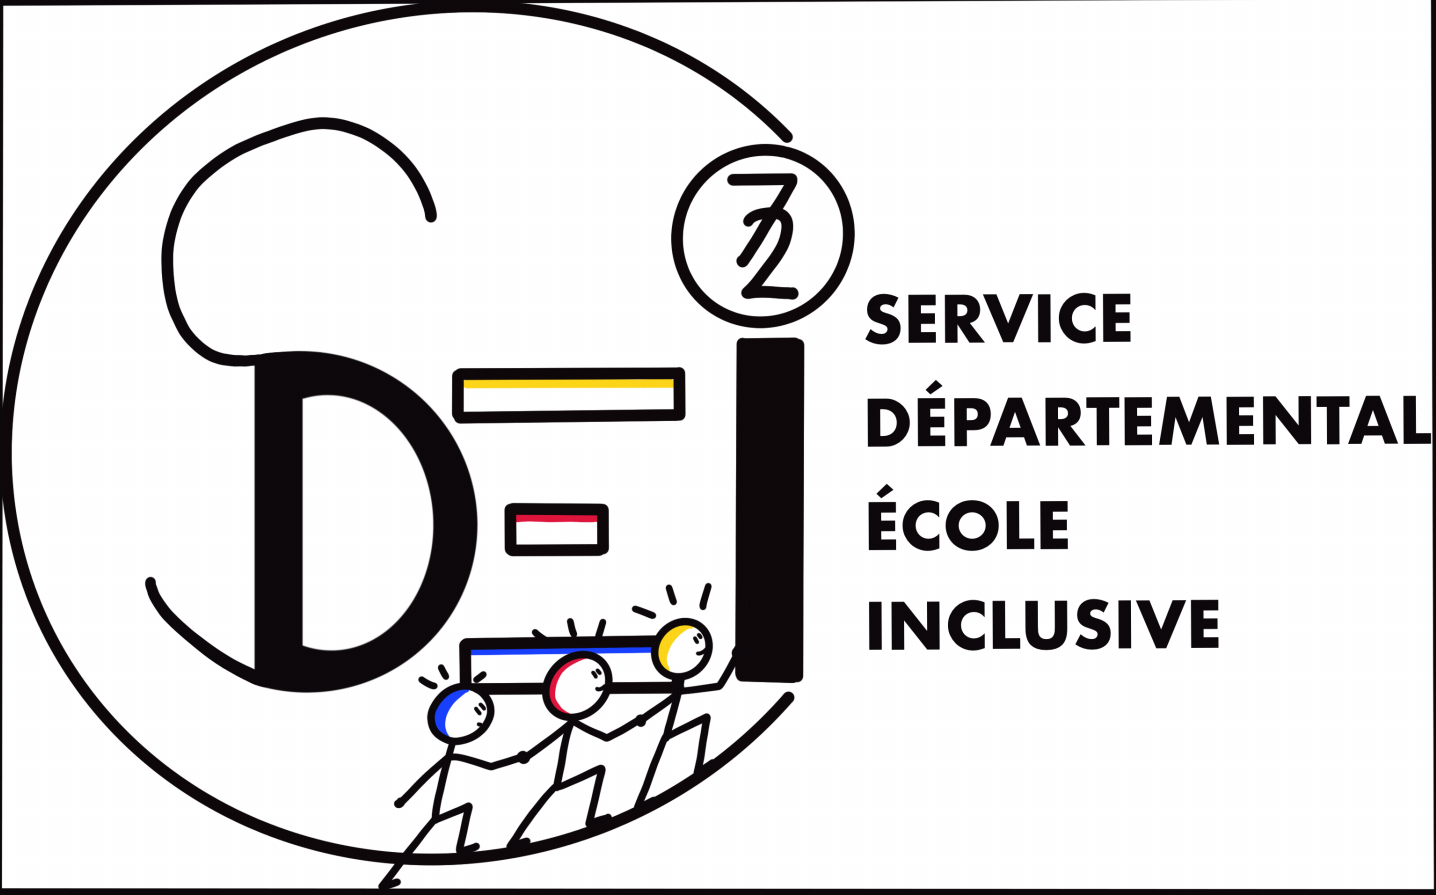 SDEI
72
SERVICE
DÉPARTEMENTAL
ÉCOLE
INCLUSIVE